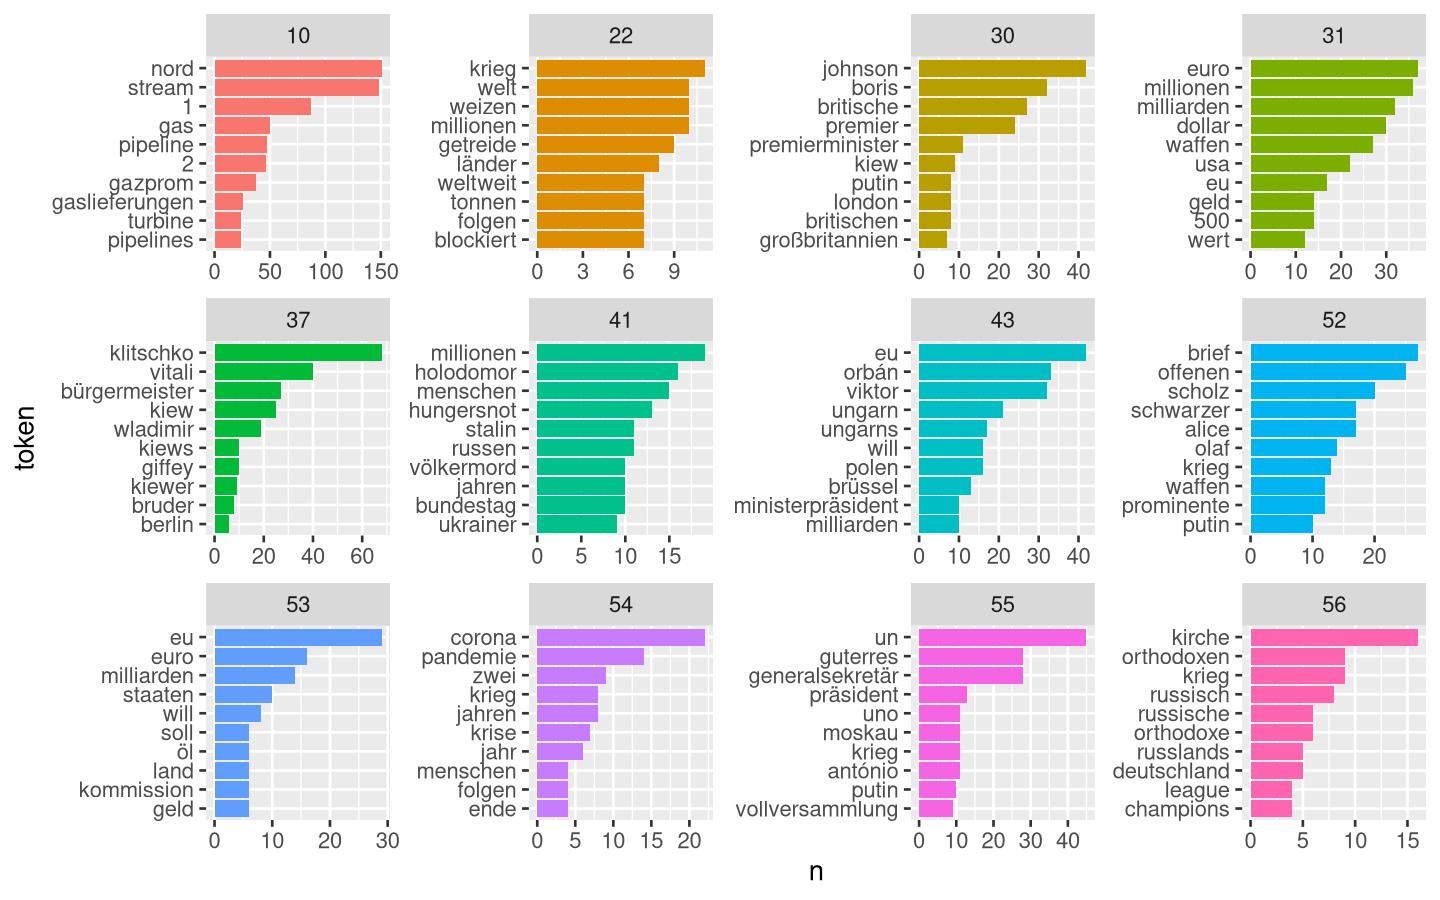 10
nord
stream
1
gas
pipeline
2
gazprom
gaslieferungen
turbine
pipelines
0 50 100 150
22
krieg
welt
weizen
millionen
getreide
länder
weltweit
tonnen
folgen
blockiert
0 3 6 9
30
johnson
boris
britische
premier
premierminister
kiew
putin
london
britischen
großbritannien
0 10 20 30 40
31
euro
millionen
milliarden
dollar
waffen
usa
eu
geld
500
wert
0 10 20 30
37
klitschko
vitali
bürgermeister
kiew
wladimir
kiews
giffey
kiewer
bruder
berlin
0 20 40 60
41
millionen
holodomor
menschen
hungersnot
stalin
russen
völkermord
jahren
bundestag
ukrainer
0 5 10 15
43
eu
orbán
viktor
ungarn
ungarns
will
polen
brüssel
ministerpräsident
milliarden
0 10 20 30 40
52
brief
offenen
scholz
schwarzer
alice
olaf
krieg
waffen
prominente
putin
0 10 20
53
eu
euro
milliarden
staaten
will
soll
öl
land
kommission
geld
0 10 20 30
54
corona
pandemie
zwei
krieg
jahren
krise
jahr
menschen
folgen
ende
0 5 10 15 20
55
un
guterres
generalsekretär
präsident
uno
moskau
krieg
antónio
putin
vollversammlung
0 10 20 30 40
56
kirche
orthodoxen
krieg
russisch
russische
orthodoxe
russlands
deutschland
league
champions
0 5 10 15
token
n